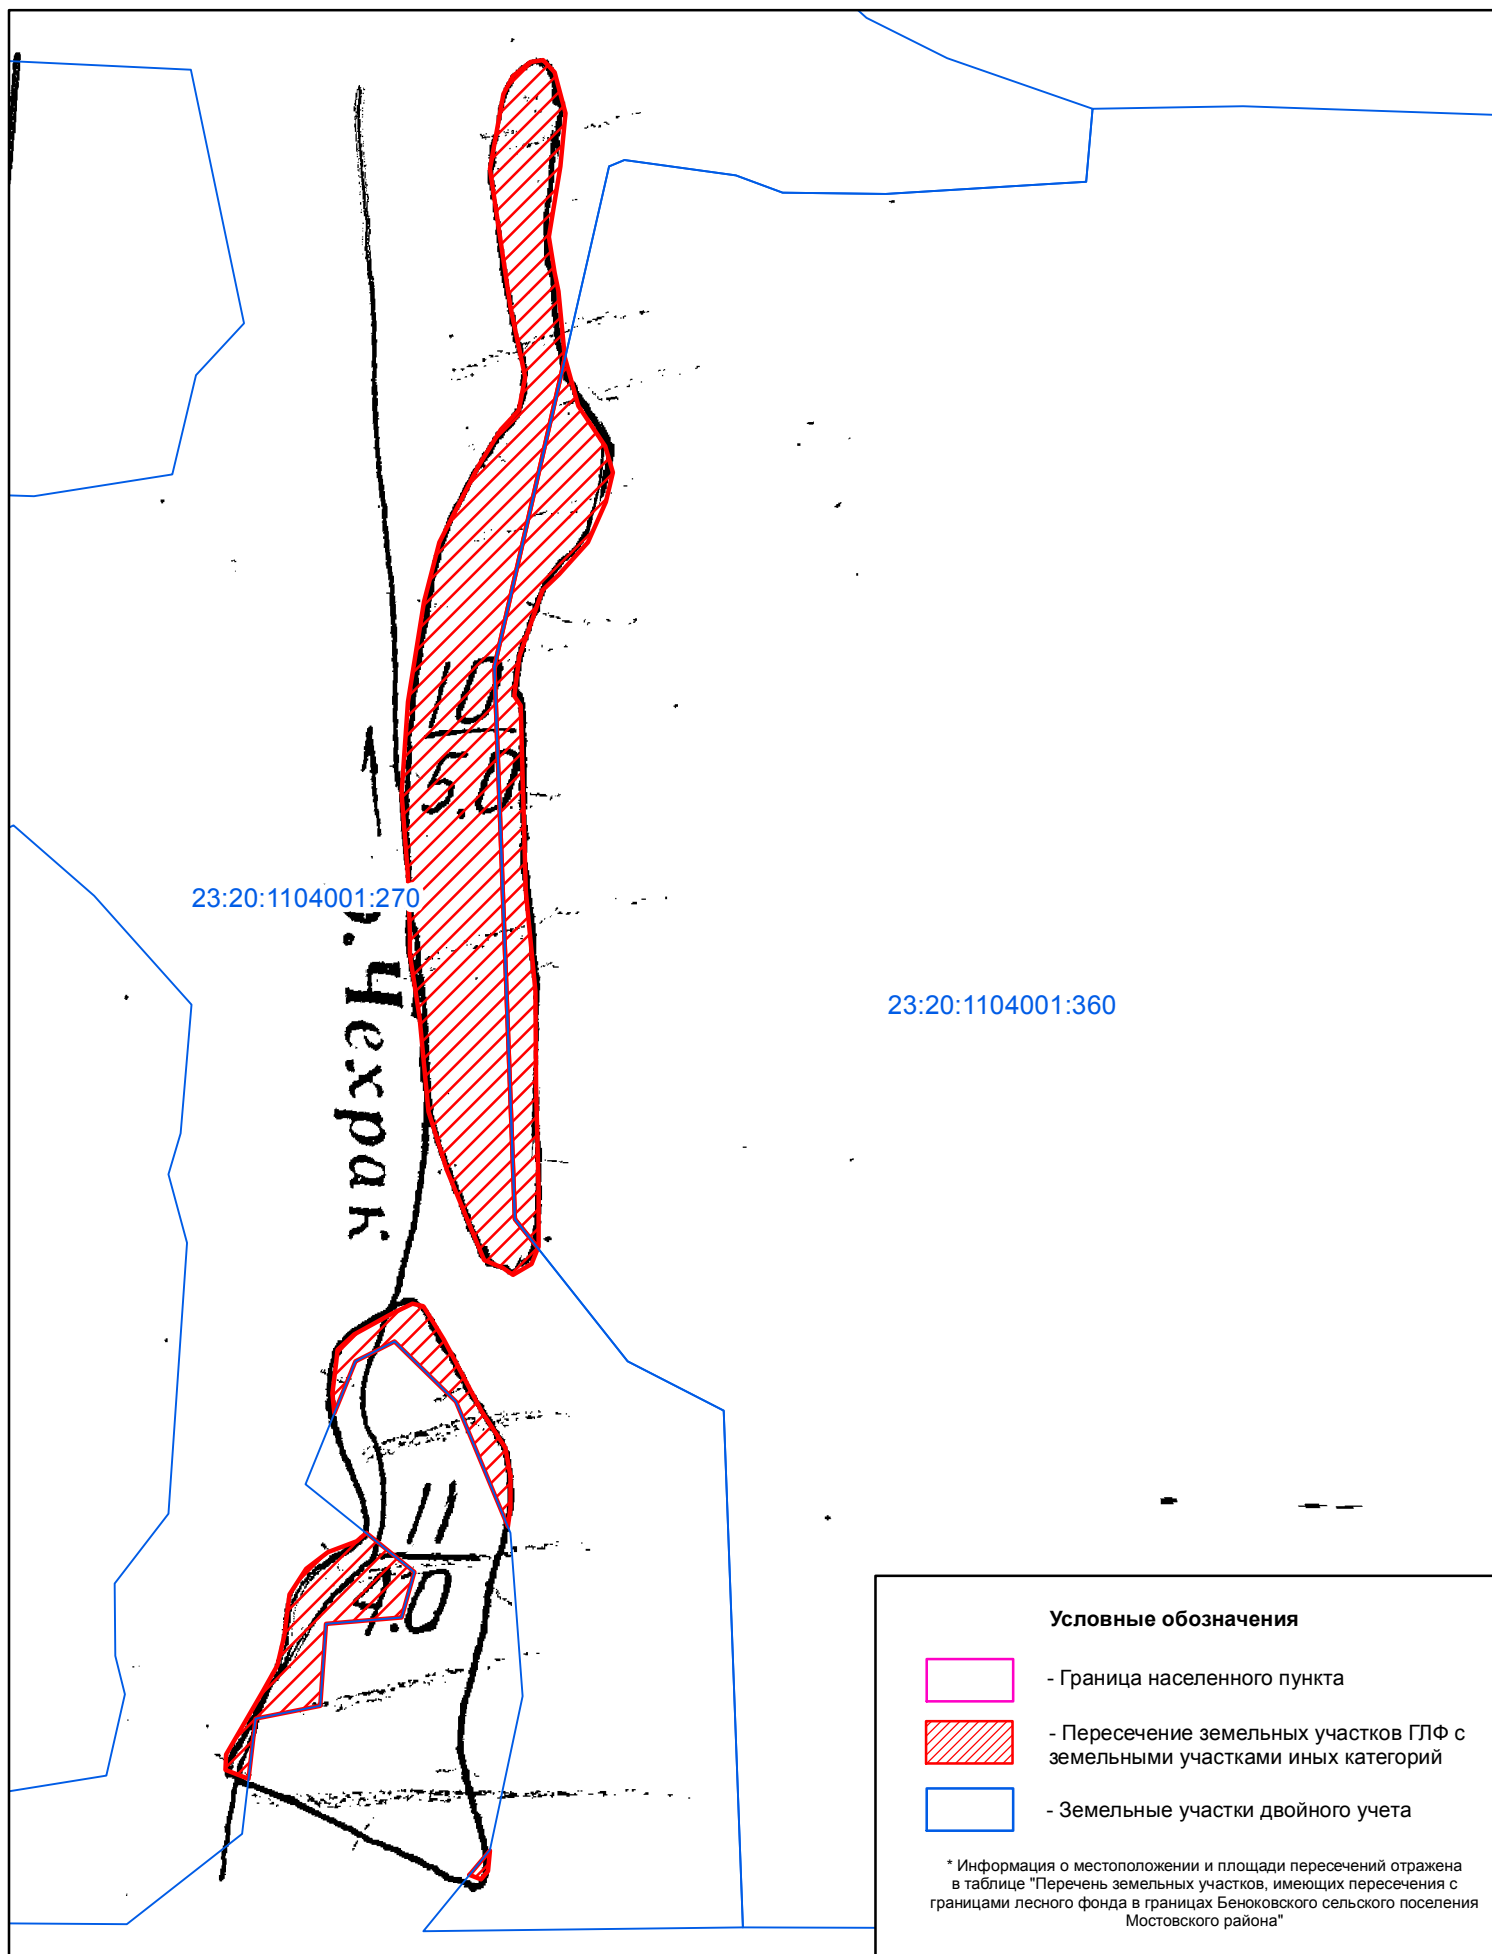 10
5.0
23:20:1104001:270
р. Чехрак
23:20:1104001:360
11
4.0
Условные обозначения
- Граница населенного пункта
- Пересечение земельных участков ГЛФ с
земельными участками иных категорий
- Земельные участки двойного учета
* Информация о местоположении и площади пересечений отражена
в таблице "Перечень земельных участков, имеющих пересечения с
границами лесного фонда в границах Беноковского сельского поселения
Мостовского района"